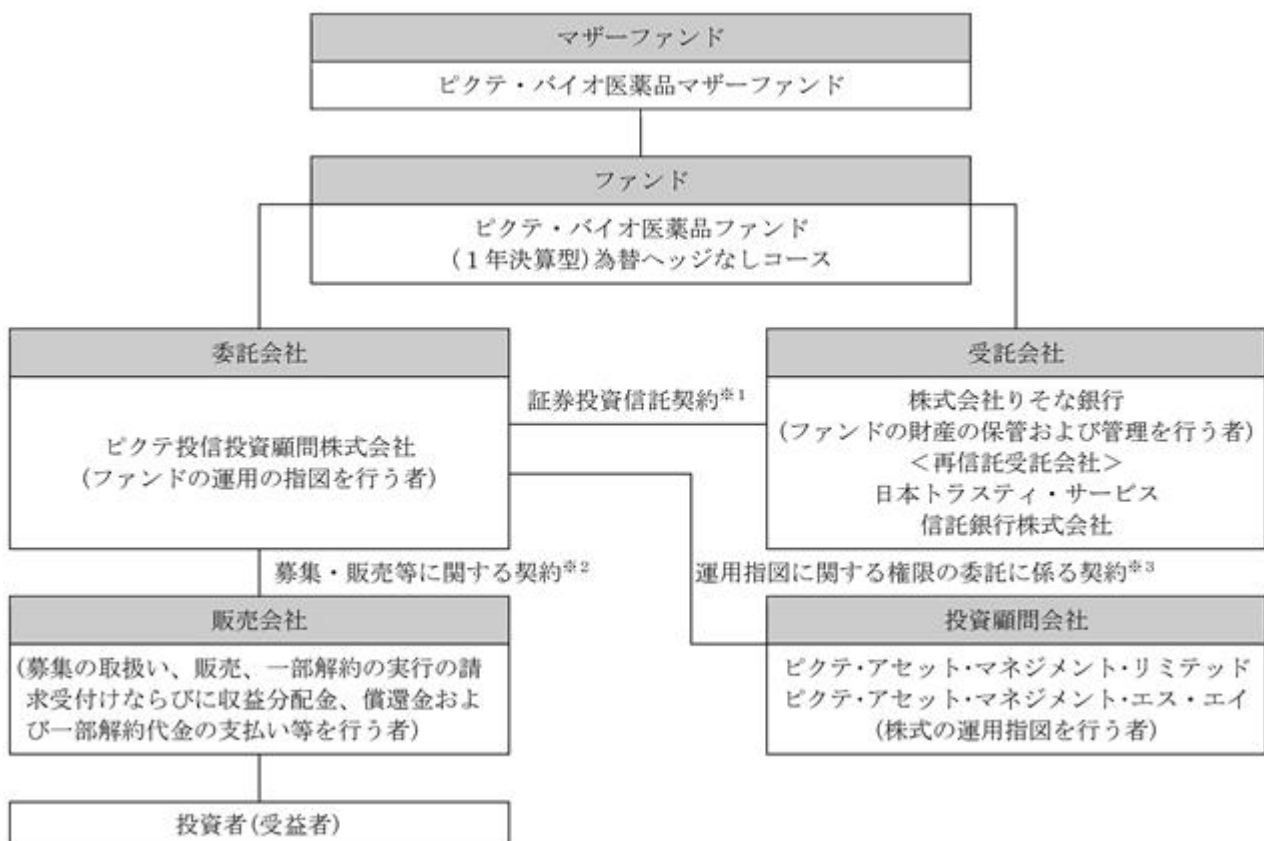 マザーファンド
ピクテ・バイオ医薬品マザーファンド
ファンド
ピクテ・バイオ医薬品ファンド
(1年決算型)為替ヘッジなしコース
委託会社
ピクテ投信投資顧問株式会社
(ファンドの運用の指図を行う者)
証券投資信託契約※1
受託会社
株式会社りそな銀行
(ファンドの財産の保管および管理を行う者)
<再信託受託会社>
日本トラスティ・サービス
信託銀行株式会社
募集・販売等に関する契約※2
運用指図に関する権限の委託に係る契約※3
販売会社
(募集の取扱い、販売、一部解約の実行の請
求受付けならびに収益分配金、償還金およ
び一部解約代金の支払い等を行う者)
投資顧問会社
ピクテ・アセット・マネジメント・リミテッド
ピクテ・アセット・マネジメント・エス・エイ
(株式の運用指図を行う者)
投資者(受益者)